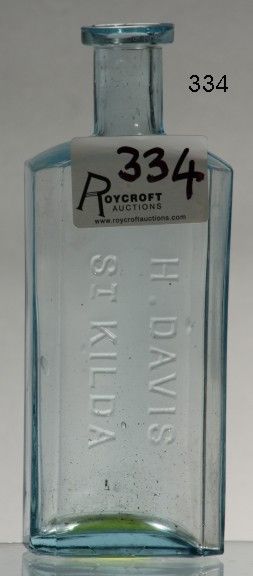 334
334
ROYCROFT
AUCTIONS
www.roycroftauctions.com
H. DAVIS
ST KILDA